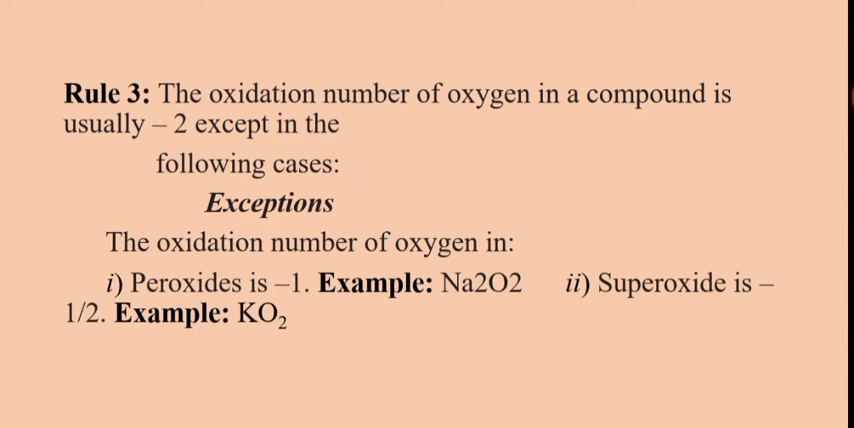 Rule 3: The oxidation number of oxygen in a compound is
usually – 2 except in the
following cases:
Exceptions
The oxidation number of oxygen in:
i) Peroxides is –1. Example: Na2O2 ii) Superoxide is –
1/2. Example: KO₂